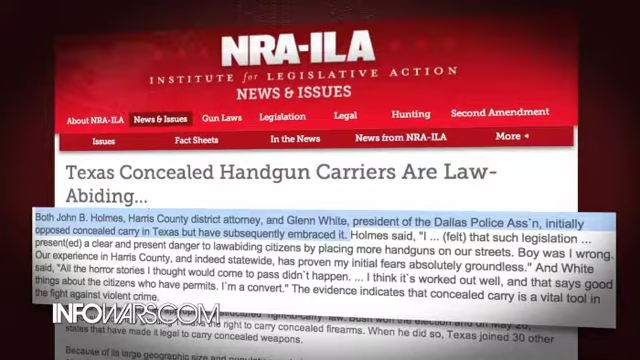 NRA-ILA
INSTITUTE for LEGISLATIVE ACTION
NEWS & ISSUES
About NRA-ILA News & Issues Gun Laws Legislation Legal Hunting Second Amendment
Issues Fact Sheets In the News News from NRA-ILA More
Texas Concealed Handgun Carriers Are Law-
Abiding...
Both John B. Holmes, Harris County district attorney, and Glenn White, president of the Dallas Police Ass`n, initially
opposed concealed carry in Texas but have subsequently embraced it. Holmes said, "I ... (felt) that such legislation ...
present(ed) a clear and present danger to lawabiding citizens by placing more handguns on our streets. Boy was I wrong.
Our experience in Harris County, and indeed statewide, has proven my initial fears absolutely groundless." And White
said, "All the horror stories I thought would come to pass didn`t happen. ... I think it`s worked out well, and that says good
things about the citizens who have permits. I`m a convert." The evidence indicates that concealed carry is a vital tool in
the fight against violent crime.
INFOWARS.COM
the right to carry concealed firearms. When he did so, Texas joined 30 other
states that have made it legal to carry concealed weapons.
Because of its large geographic size and